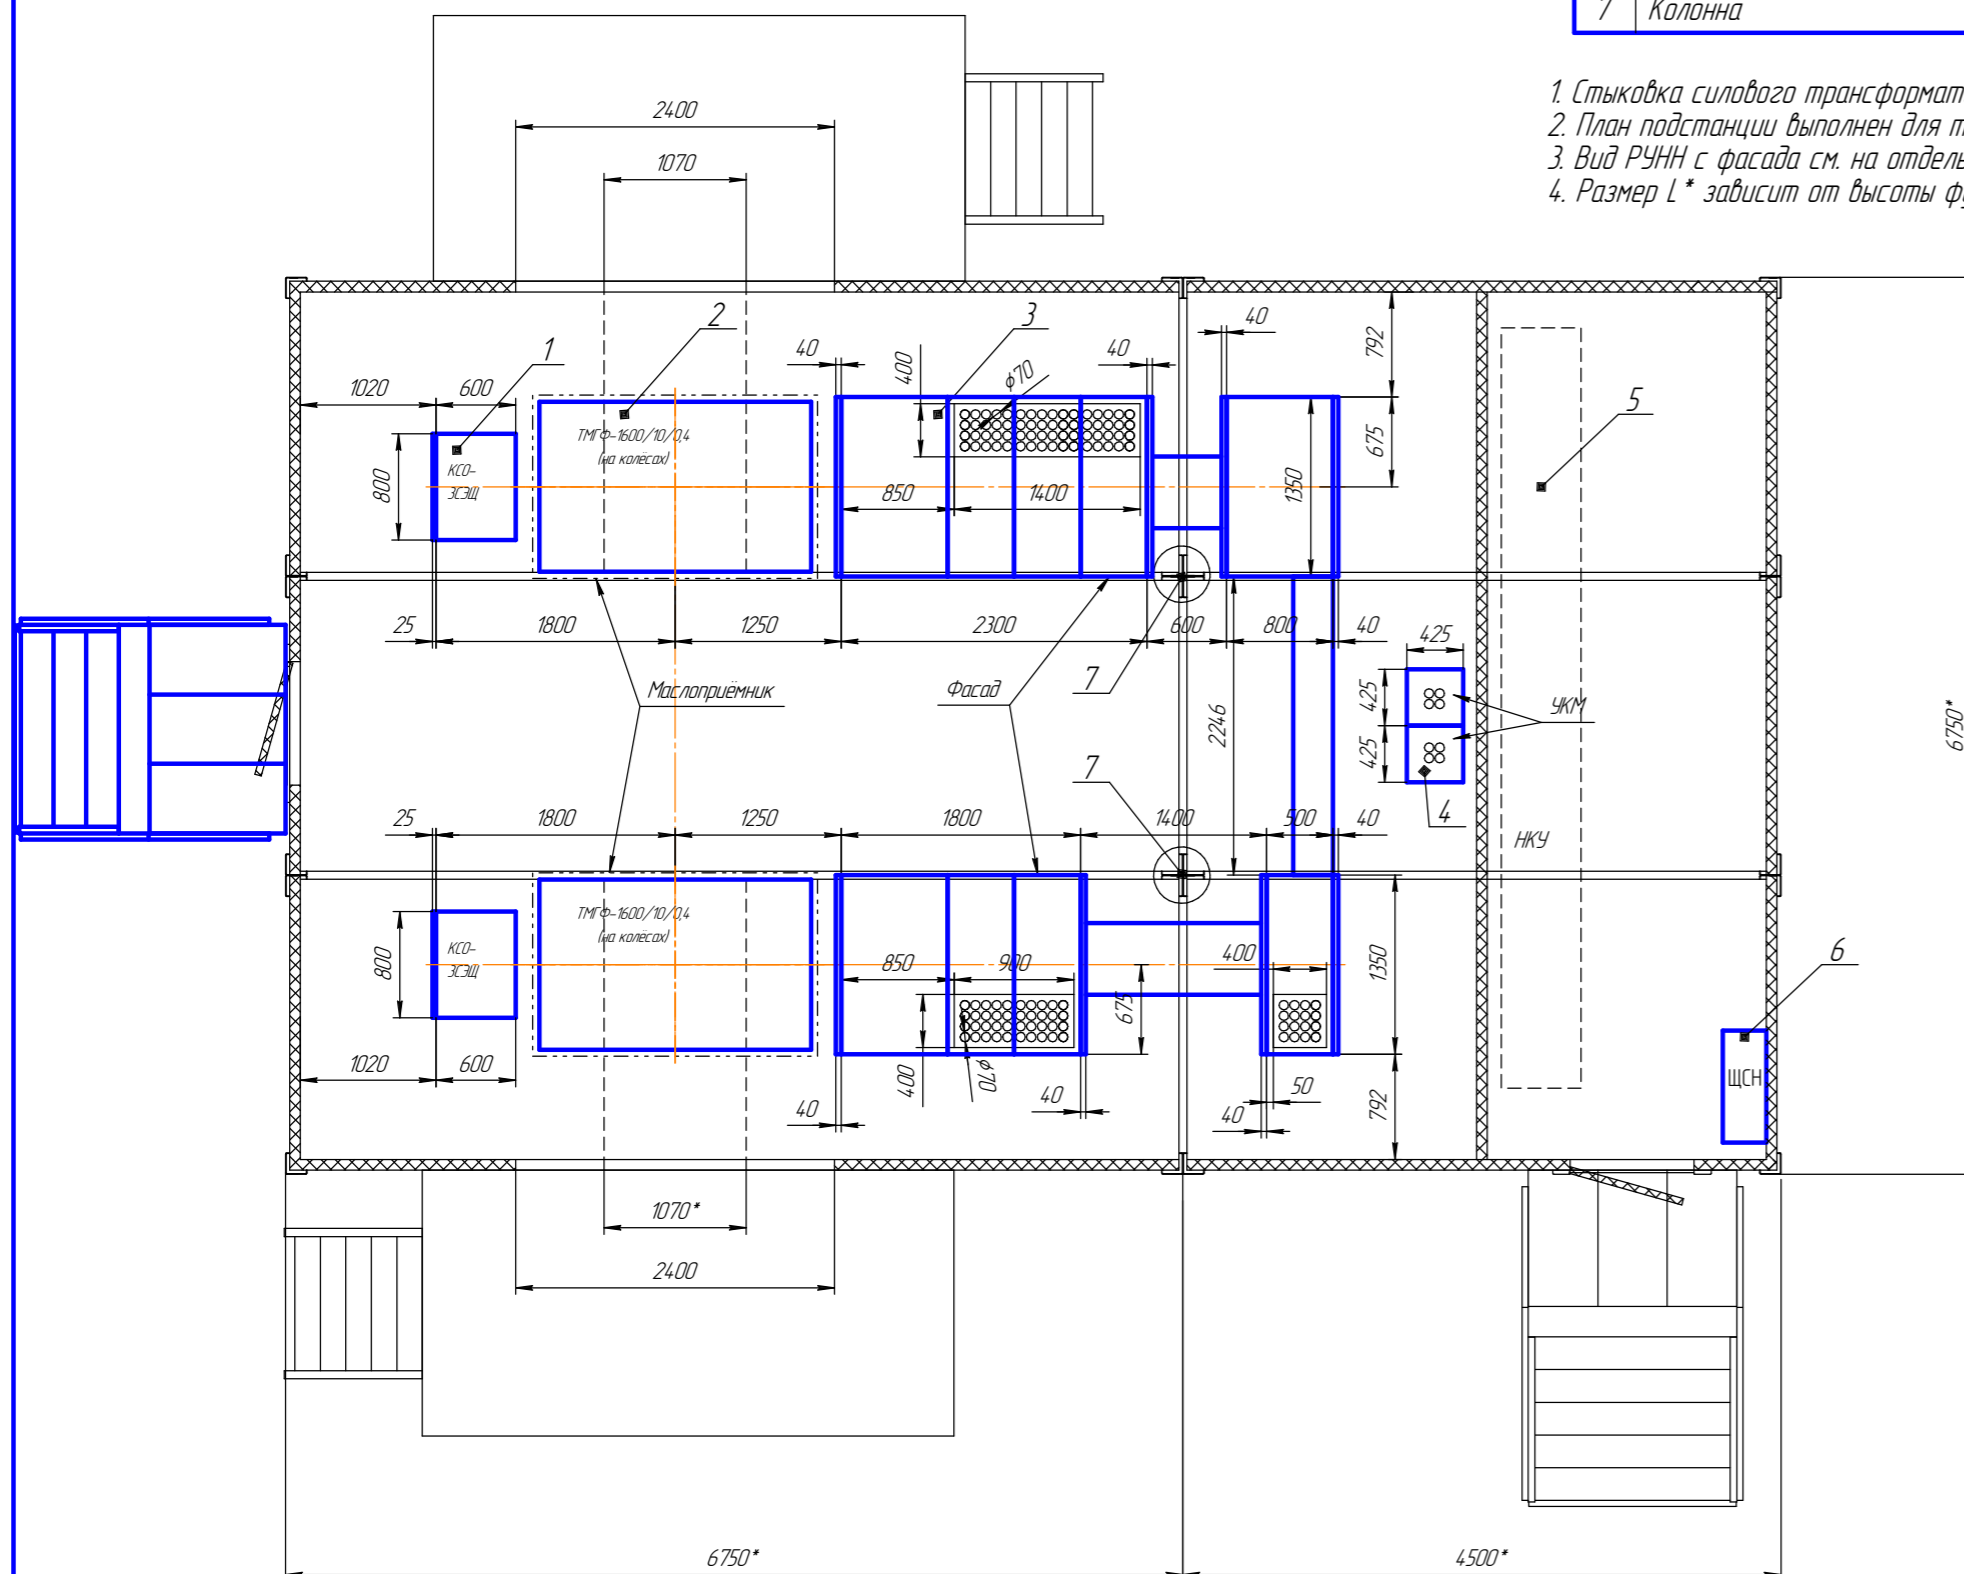 7 Колонна
1. Стыковка силового трансформат
2. План подстанции выполнен для т
3. Вид РУНН с фасада см. на отдель
4. Размер L* зависит от высоты фу
2400
1070
2 3
40 40 40 792
1 400 ϕ70
1020 600 675 5
ТМГФ-1600/10/0,4
(на колёсах)
КСО-
ЗСЭЩ
800 850 1400 1350
25 1800 1250 2300 600 800 40 425
Маслоприёмник Фасад 7 425 УКМ
2246 6750*
7 425
25 1800 1250 1800 1400 500 40 4
НКУ
ТМГФ-1600/10/0,4
(на колёсах)
КСО-
ЗСЭЩ
800 850 900 400 1350 6
675
1020 600 400 ϕ70 50 ЩСН
40 40 40 792
1070*
2400
6750* 4500*